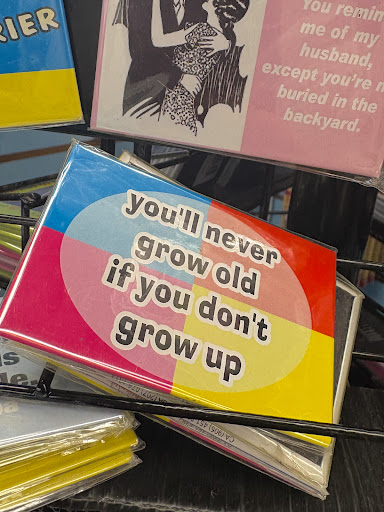 RIER
You remin
me of my
husband,
except you're n
buried in the
backyard.
you'll never
grow old
if you don't
grow up